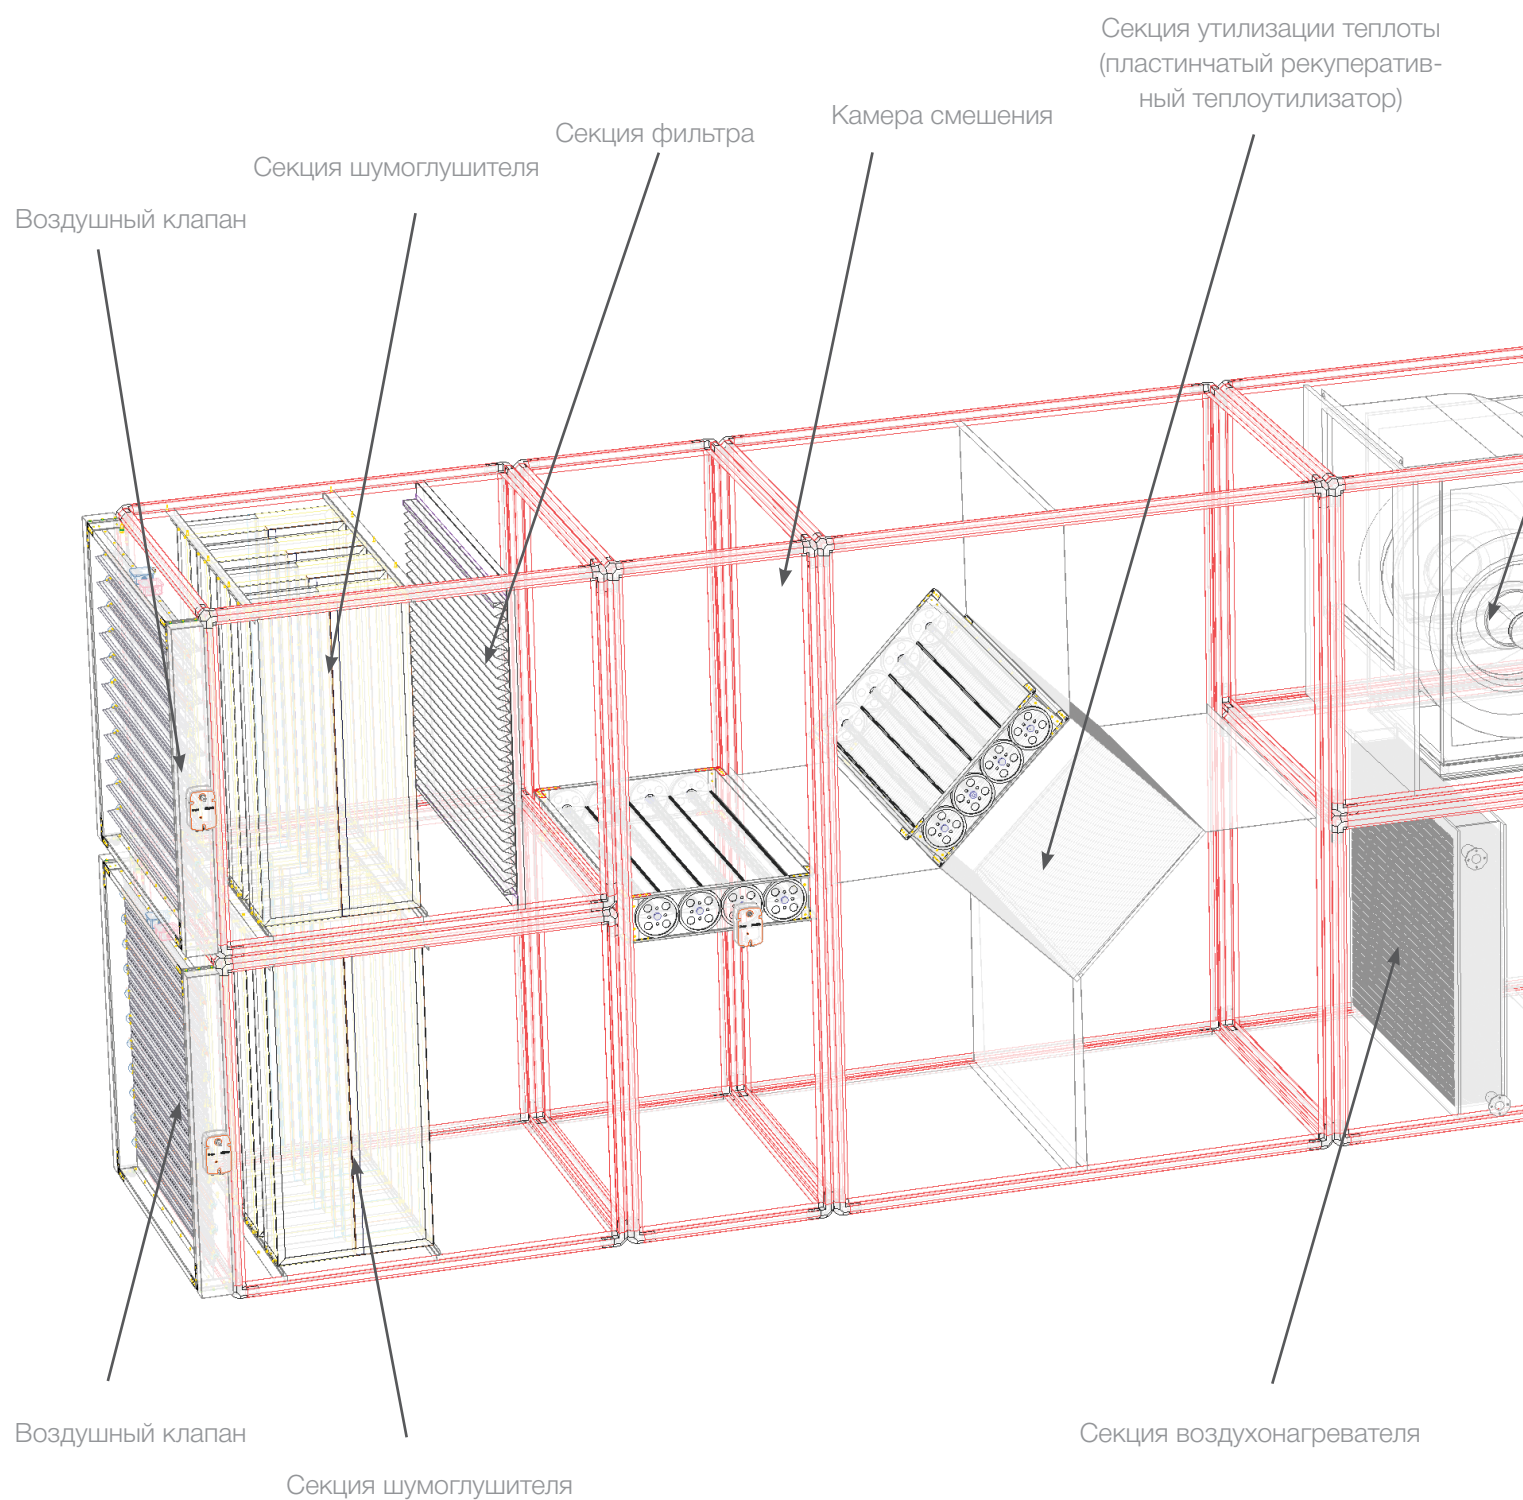 Секция утилизации теплоты
(пластинчатый рекуператив-
ный теплоутилизатор)
Камера смешения
Секция фильтра
Секция шумоглушителя
Воздушный клапан
Воздушный клапан
Секция воздухонагревателя
Секция шумоглушителя